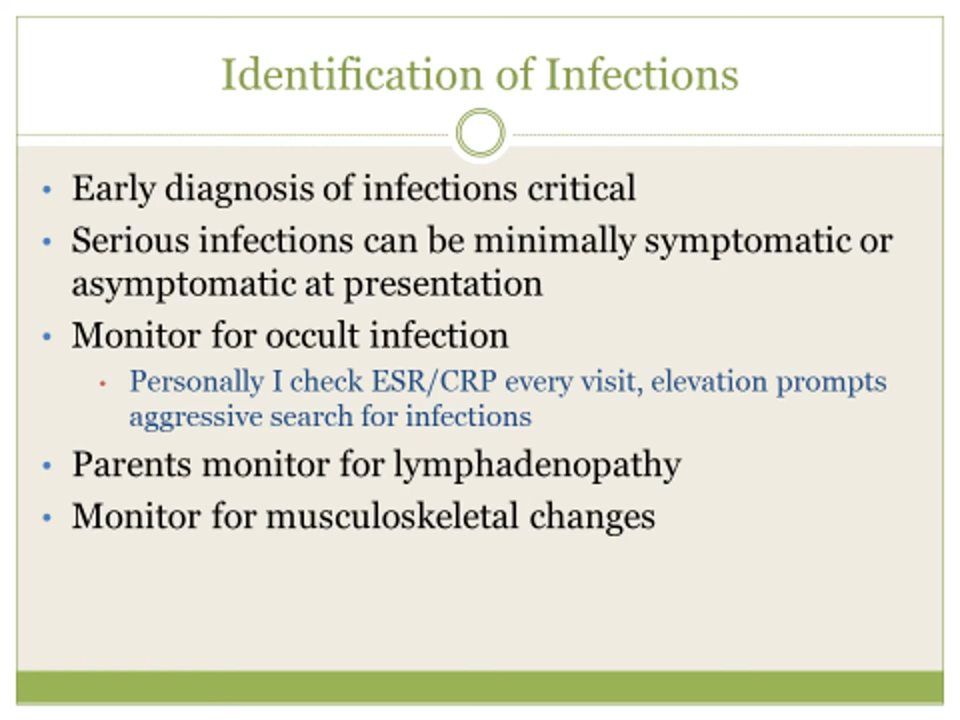 Identification of Infections
• Early diagnosis of infections critical
• Serious infections can be minimally symptomatic or
asymptomatic at presentation
• Monitor for occult infection
• Personally I check ESR/CRP every visit, elevation prompts
aggressive search for infections
• Parents monitor for lymphadenopathy
• Monitor for musculoskeletal changes